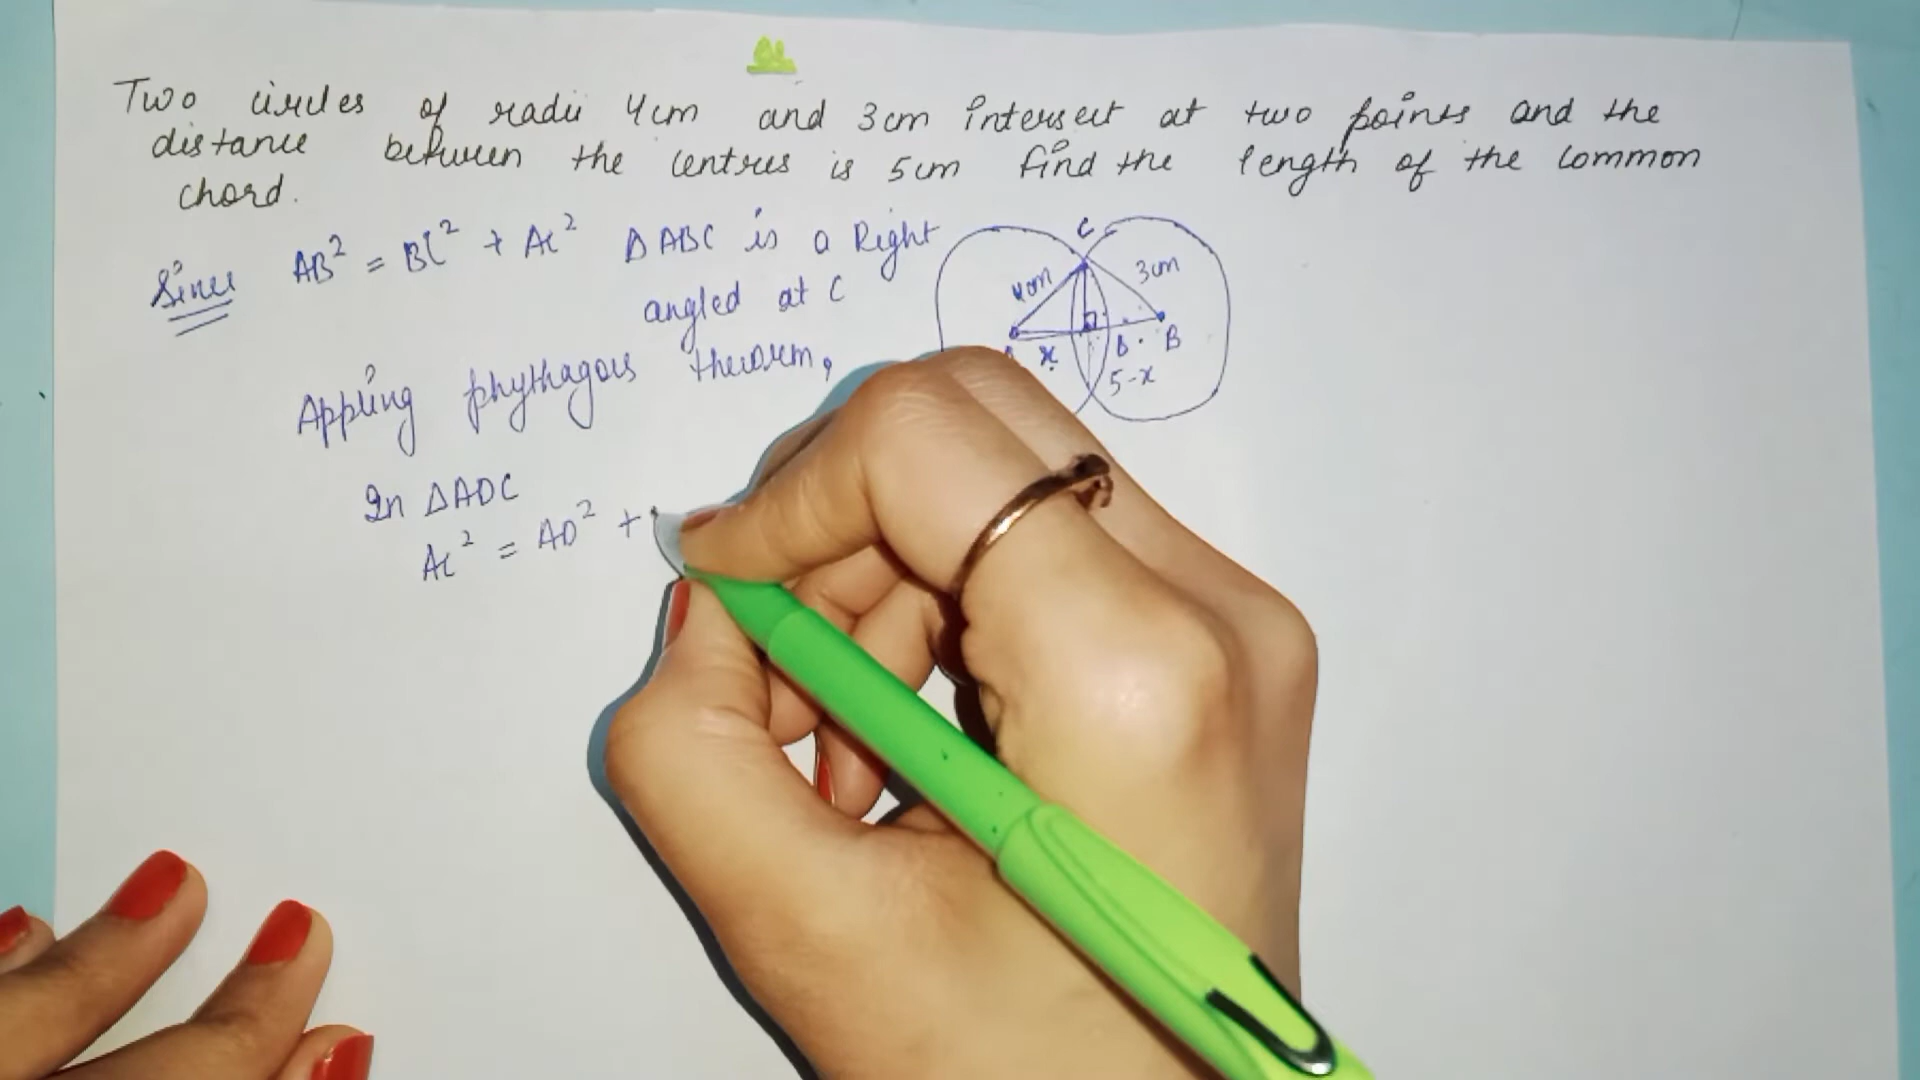 Two circles of radii 4cm and 3cm intersect at two points and the
distance between the centres is 5cm find the length of the common
chord.
Since AB² = BC² + AC² ΔABC is a Right
angled at C
Appling phythagous theorem,
In ΔADC
AC² = AD² +
C
4cm
3cm
x
B
5-x